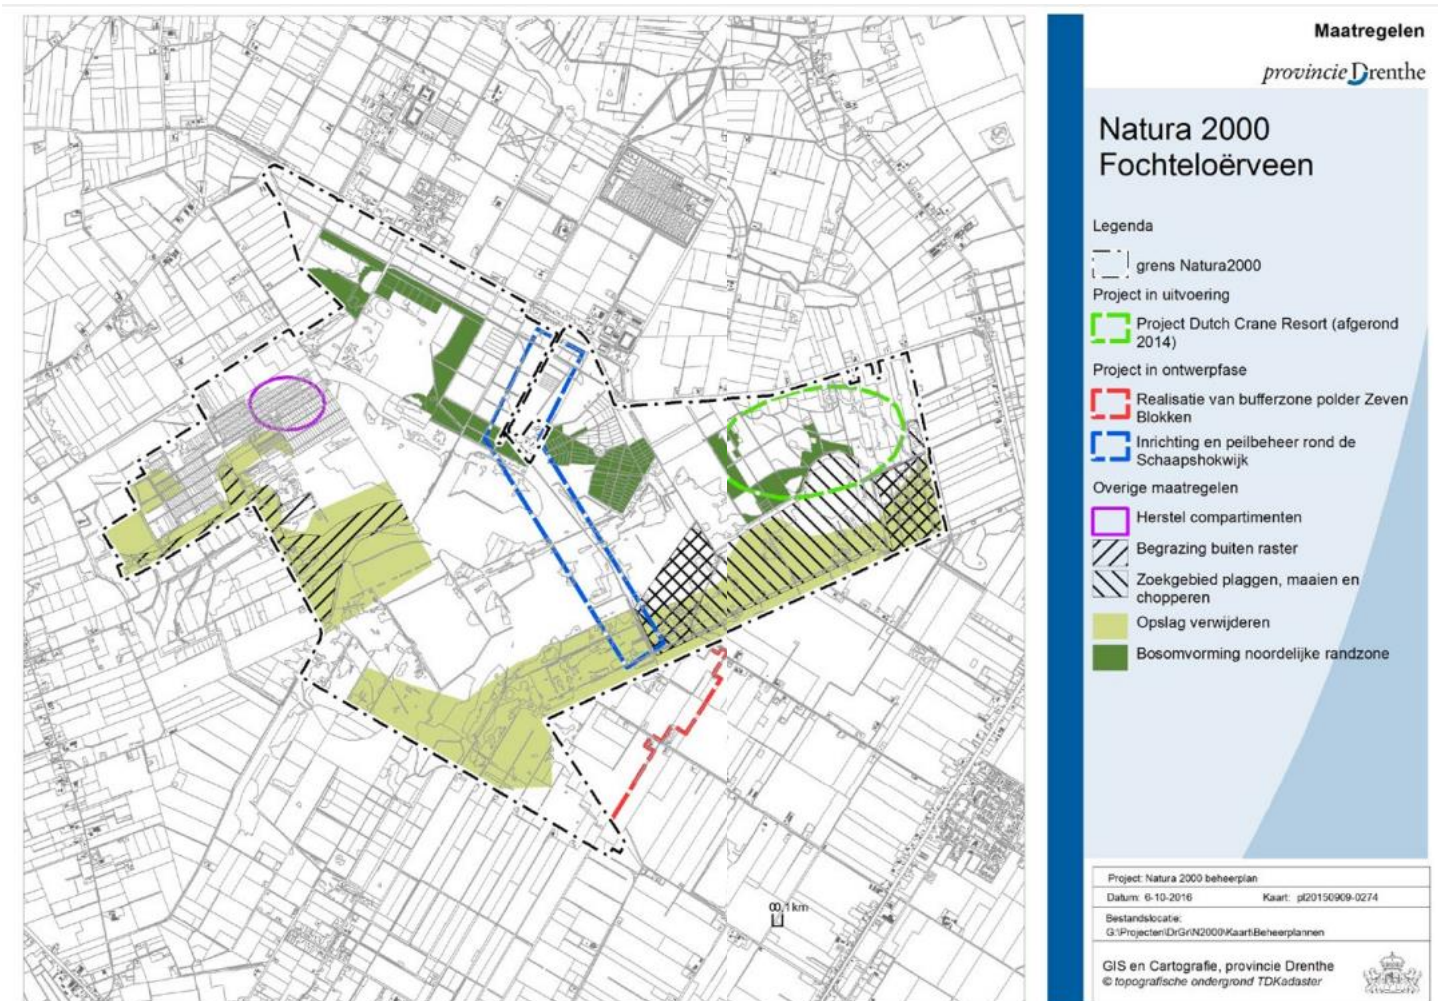 Maatregelen
provincie Drenthe
Natura 2000
Fochteloërveen
Legenda
grens Natura2000
Project in uitvoering
Project Dutch Crane Resort (afgerond
2014)
Project in ontwerpfase
Realisatie van bufferzone polder Zeven
Blokken
Inrichting en peilbeheer rond de
Schaapshokwijk
Overige maatregelen
Herstel compartimenten
Begrazing buiten raster
Zoekgebied plaggen, maaien en
chopperen
Opslag verwijderen
Bosomvorming noordelijke randzone
00,1km
Project: Natura 2000 beheerplan
Datum: 6-10-2016 Kaart: pl20150909-0274
Bestandslocatie:
G:\Projecten\DrGr\N2000\Kaart\Beheerplannen
GIS en Cartografie, provincie Drenthe
© topografische ondergrond TDKadaster